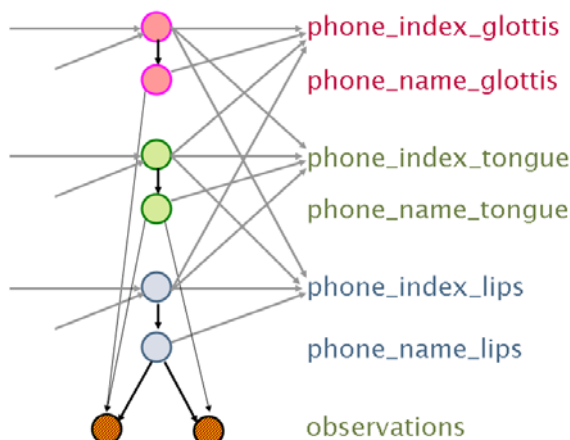 phone_index_glottis
phone_name_glottis
phone_index_tongue
phone_name_tongue
phone_index_lips
phone_name_lips
observations